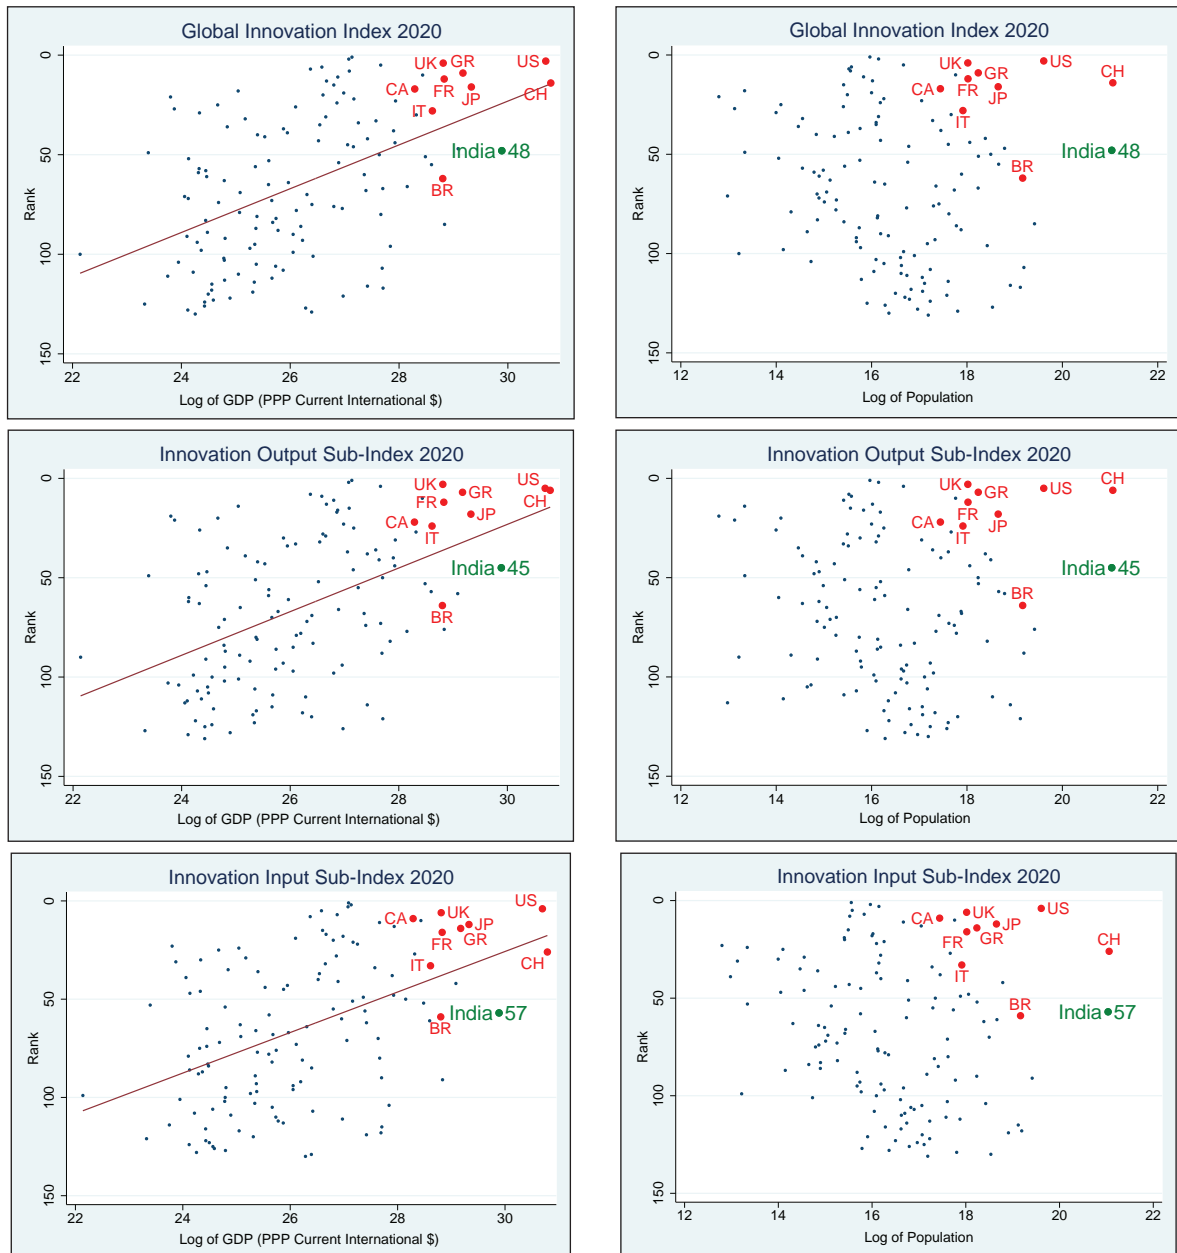 Global Innovation Index 2020
Rank
0
50
100
150
UK
GR
US
CA
FR
JP
CH
IT
India 48
BR
22 24 26 28 30
Log of GDP (PPP Current International $)
Global Innovation Index 2020
Rank
0
50
100
150
UK
US
GR
CH
CA
FR
JP
IT
India 48
BR
12 14 16 18 20 22
Log of Population
Innovation Output Sub-Index 2020
Rank
0
50
100
150
UK
GR
US
FR
CH
CA
IT
JP
India 45
BR
22 24 26 28 30
Log of GDP (PPP Current International $)
Innovation Output Sub-Index 2020
Rank
0
50
100
150
UK
GR
US
CH
CA
FR
JP
IT
India 45
BR
12 14 16 18 20 22
Log of Population
Innovation Input Sub-Index 2020
Rank
0
50
100
150
US
CA
UK
JP
FR
GR
IT
CH
India 57
BR
22 24 26 28 30
Log of GDP (PPP Current International $)
Innovation Input Sub-Index 2020
Rank
0
50
100
150
US
CA
UK
JP
FR
GR
CH
IT
BR
India 57
12 14 16 18 20 22
Log of Population